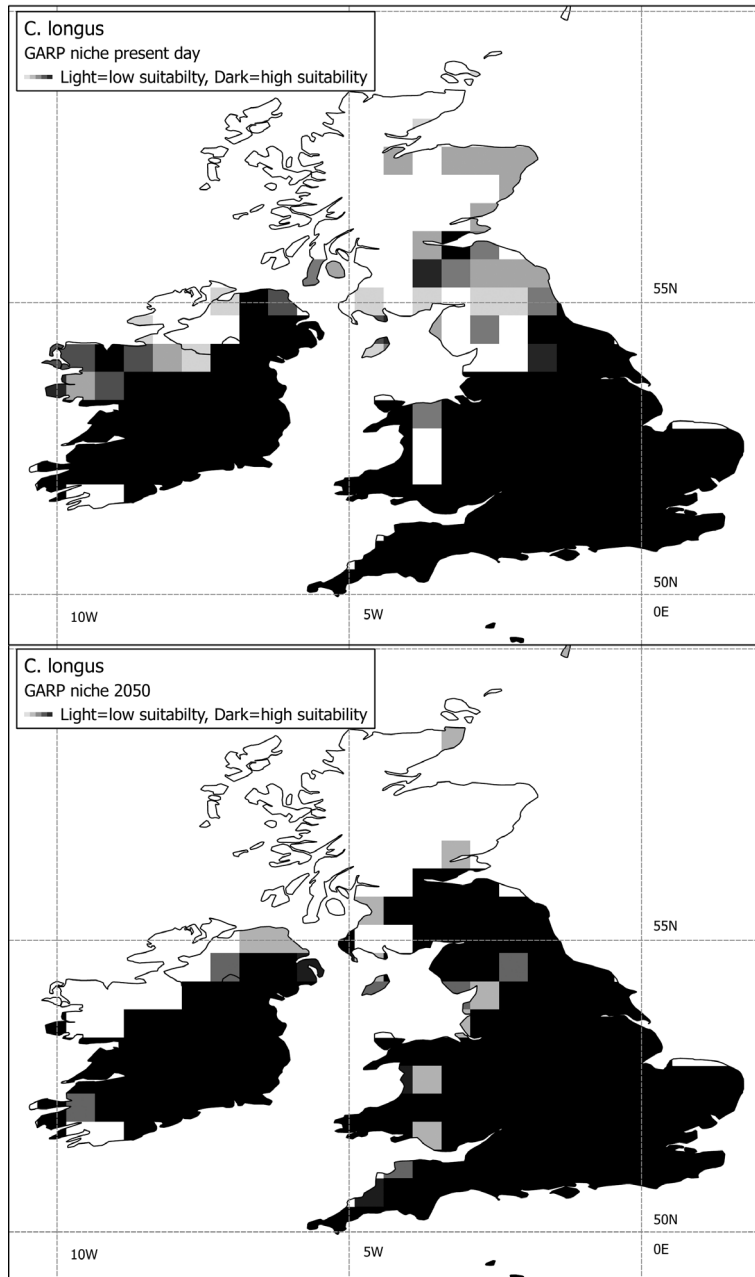 C. longus
GARP niche present day
Light=low suitabilty, Dark=high suitability
55N
50N
10W
5W
0E
C. longus
GARP niche 2050
Light=low suitabilty, Dark=high suitability
55N
50N
10W
5W
0E